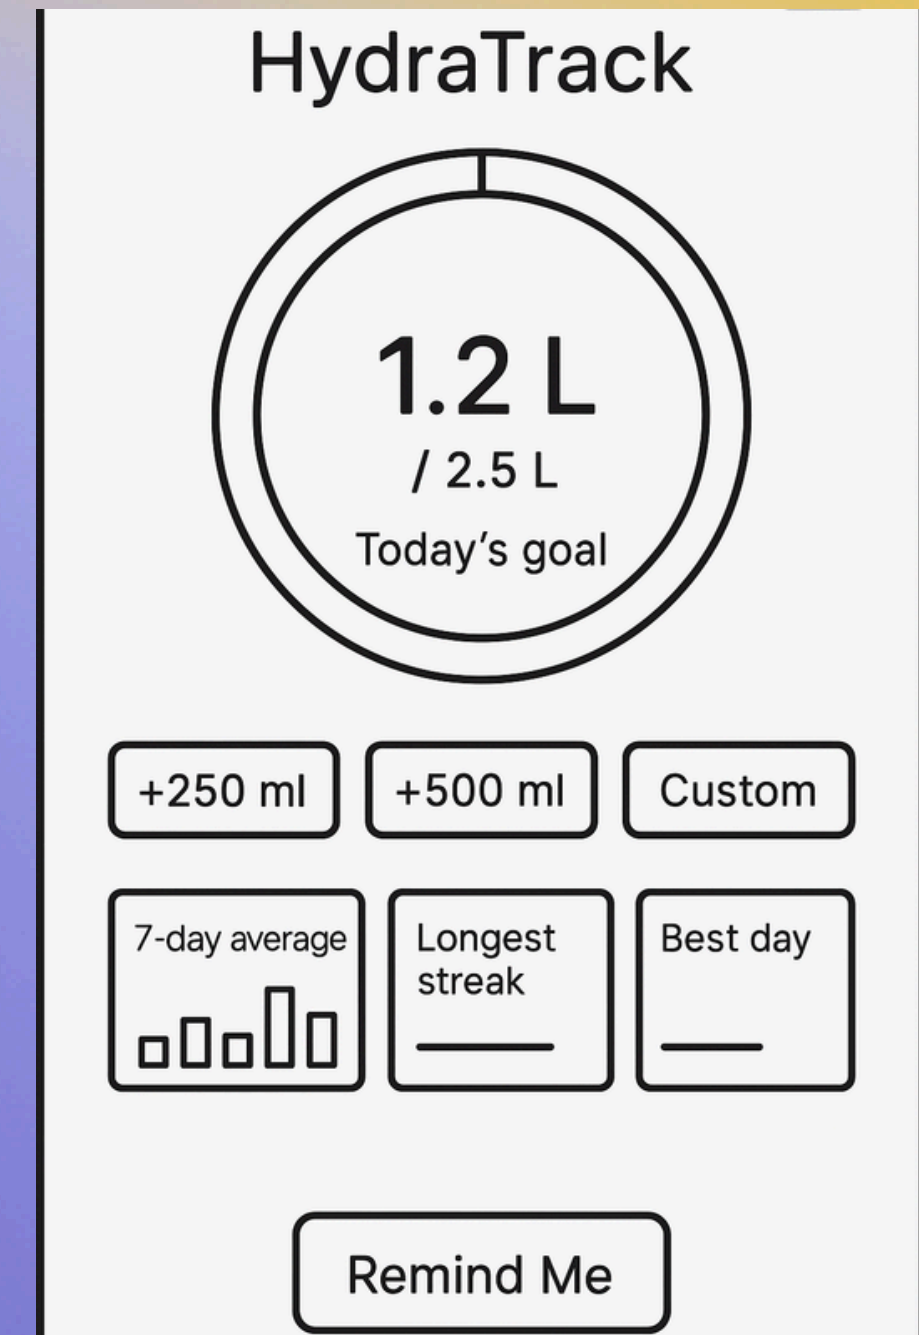 HydraTrack
1.2 L
/ 2.5 L
Today's goal
+250 ml
+500 ml
Custom
7-day average
Longest
streak
Best day
Remind Me